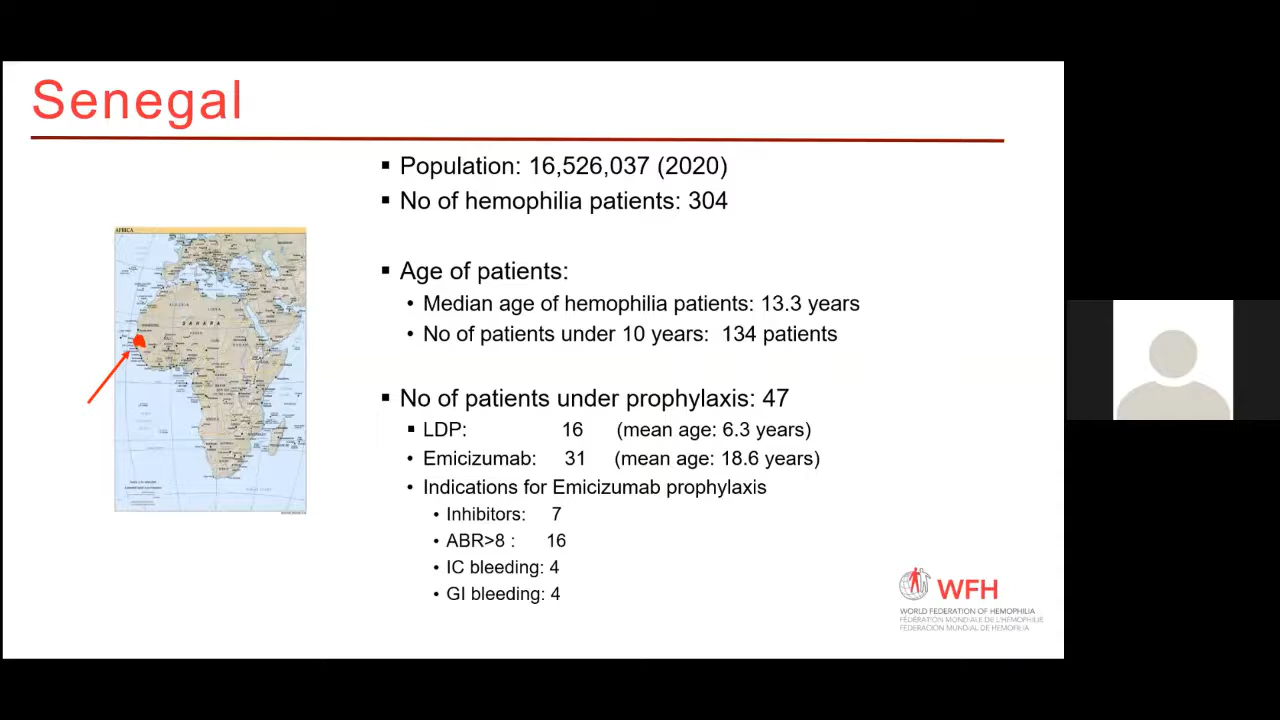 Senegal
▪ Population: 16,526,037 (2020)
▪ No of hemophilia patients: 304
▪ Age of patients:
• Median age of hemophilia patients: 13.3 years
• No of patients under 10 years: 134 patients
▪ No of patients under prophylaxis: 47
▪ LDP: 16 (mean age: 6.3 years)
• Emicizumab: 31 (mean age: 18.6 years)
• Indications for Emicizumab prophylaxis
• Inhibitors: 7
• ABR>8 : 16
• IC bleeding: 4
• GI bleeding: 4
AFRICA
SAHARA
WFH
WORLD FEDERATION OF HEMOPHILIA
FÉDÉRATION MONDIALE DE L'HÉMOPHILIE
FEDERACIÓN MUNDIAL DE HEMOFILIA